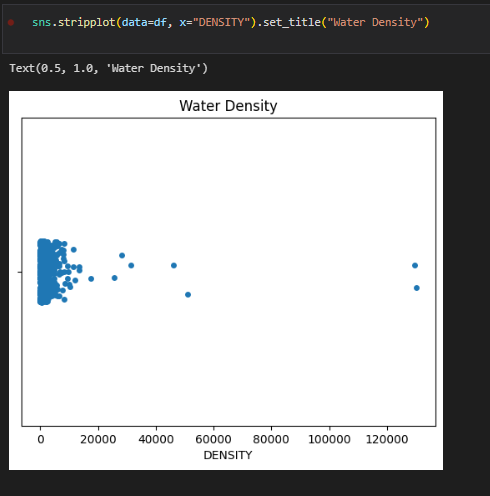 sns.stripplot(data=df, x="DENSITY").set_title("Water Density")
Text(0.5, 1.0, 'Water Density')
Water Density
0 20000 40000 60000 80000 100000 120000
DENSITY